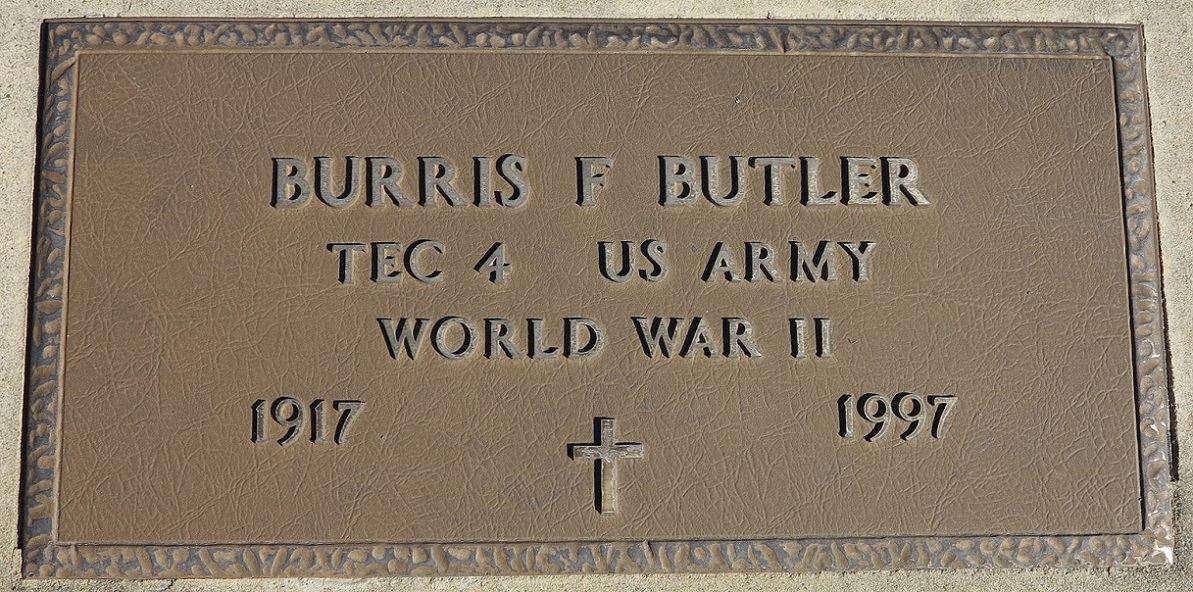 BURRIS F BUTLER
TEC 4 US ARMY
WORLD WAR II
1917 1997